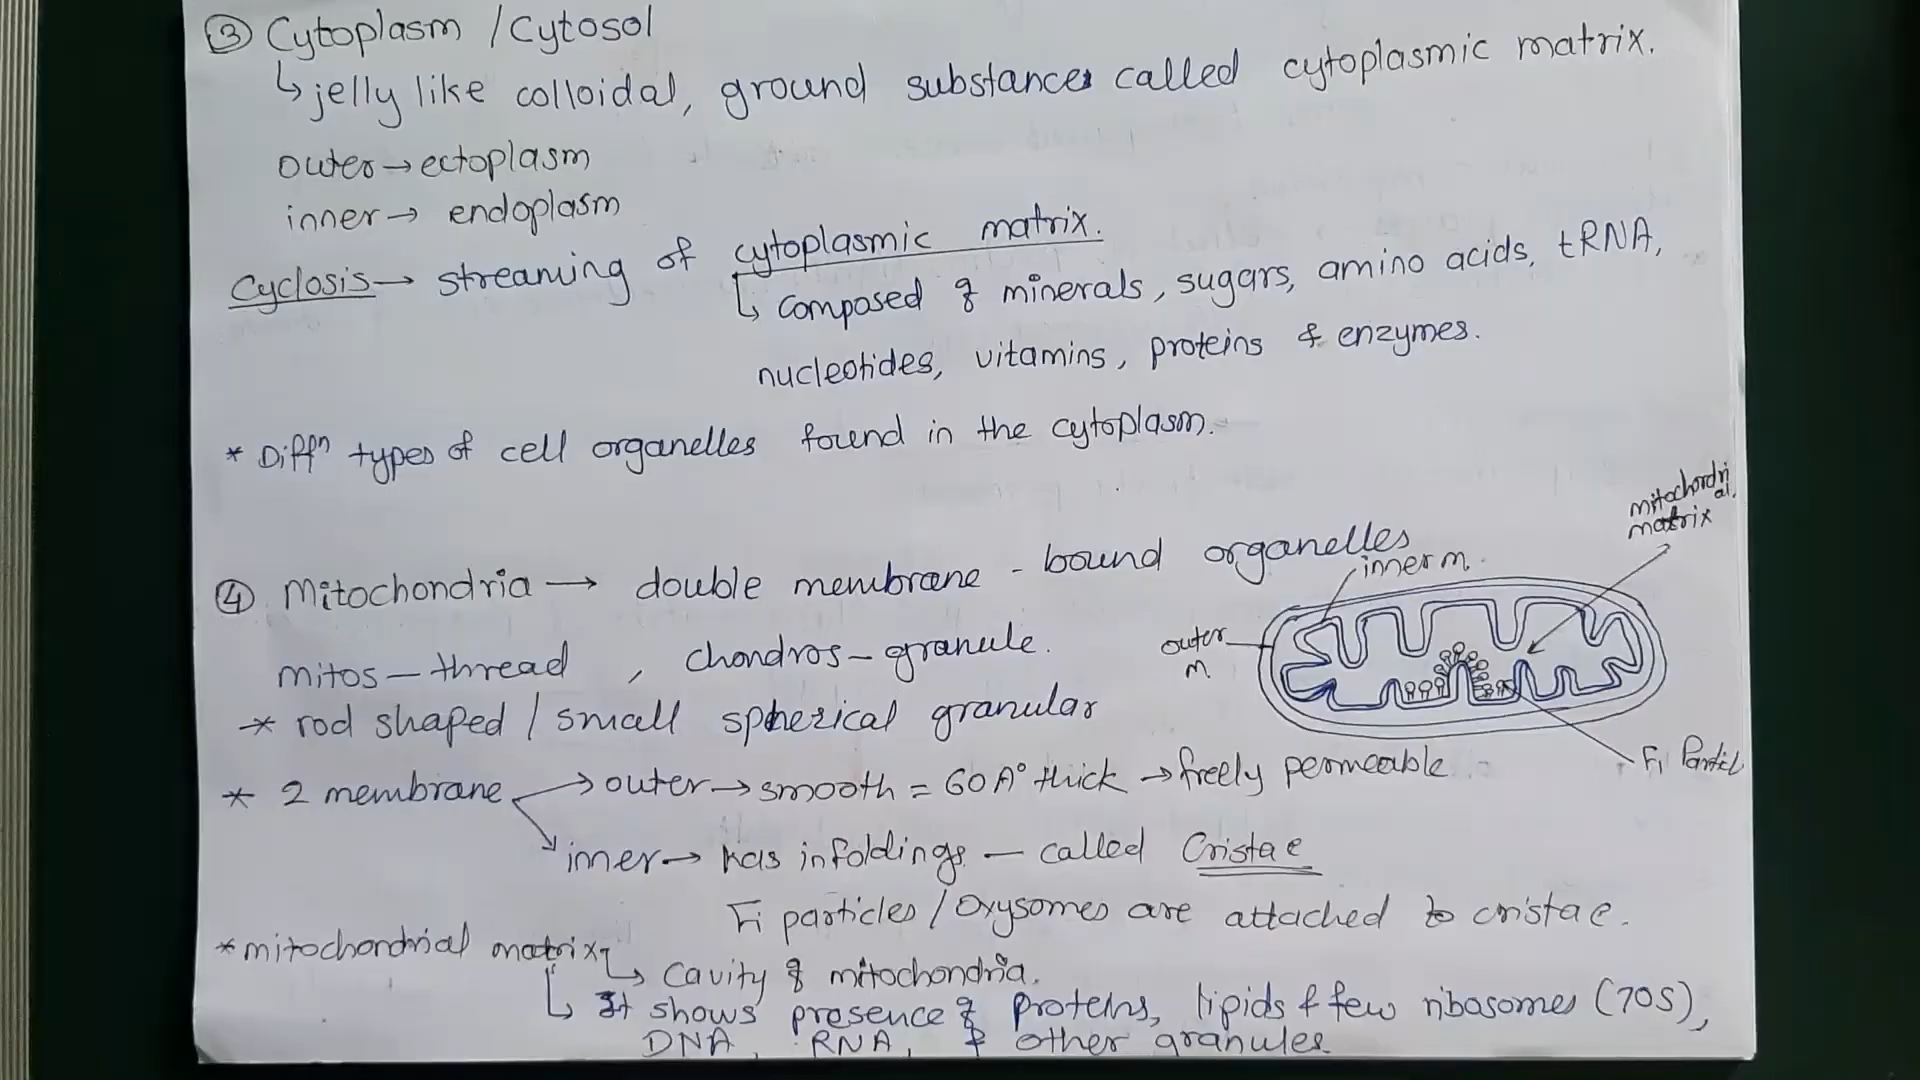 ③ Cytoplasm / Cytosol
↳ jelly like colloidal, ground substances called cytoplasmic matrix.
outer → ectoplasm
inner → endoplasm
Cyclosis → streaming of cytoplasmic matrix.
↳ composed of minerals, sugars, amino acids, tRNA,
nucleotides, vitamins, proteins & enzymes.
* Diffn types of cell organelles found in the cytoplasm.
④ Mitochondria → double membrane - bound organelles
mitochondri
al
matrix
inner m.
outer
m.
mitos – thread , chondros – granule.
* rod shaped / small spherical granular
F1 Particl
* 2 membrane → outer → smooth = 60 A° thick → freely permeable
↘ inner → has infoldings – called Cristae
F1 particles / Oxysomes are attached to cristae.
* mitochondrial matrix
↳ cavity of mitochondria.
↳ It shows presence of proteins, lipids & few ribosomes (70S),
DNA, RNA, & other granules